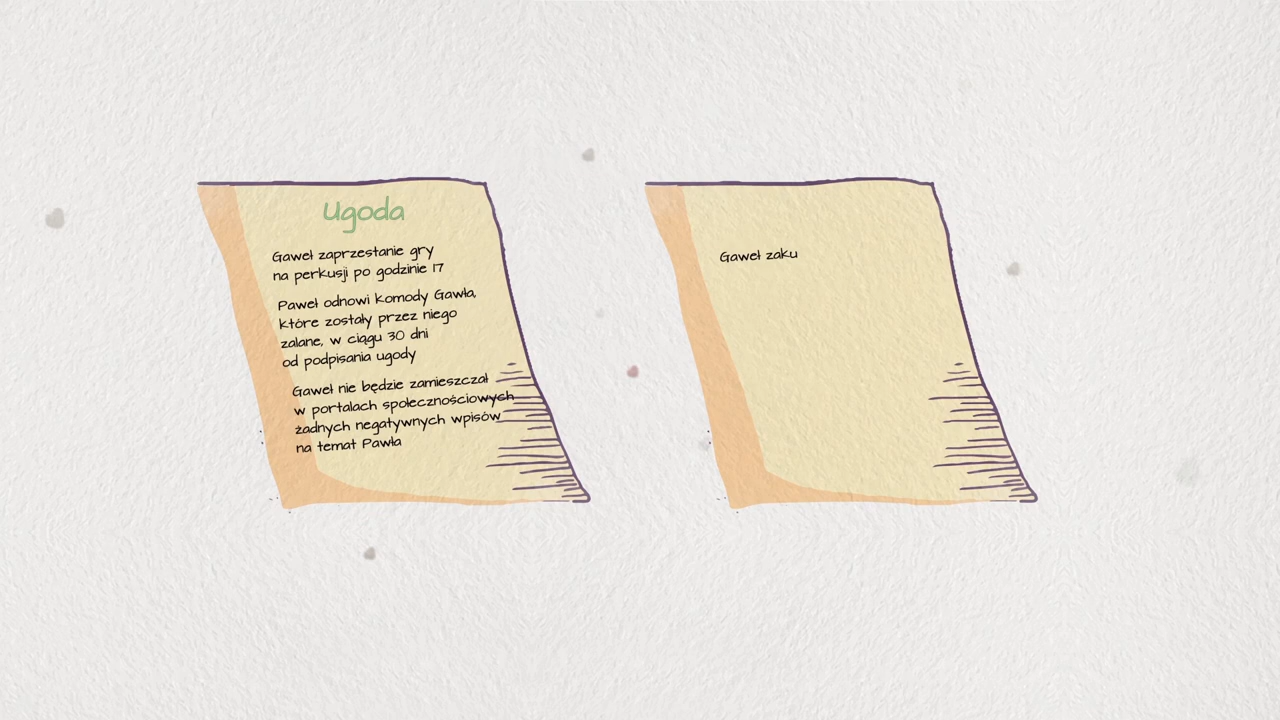 Ugoda
Gaweł zaprzestanie gry
na perkusji po godzinie 17
Paweł odnowi komody Gawła,
które zostały przez niego
zalane, w ciągu 30 dni
od podpisania ugody
Gaweł nie będzie zamieszczał
w portalach społecznościowych
żadnych negatywnych wpisów
na temat Pawła
Gaweł zaku